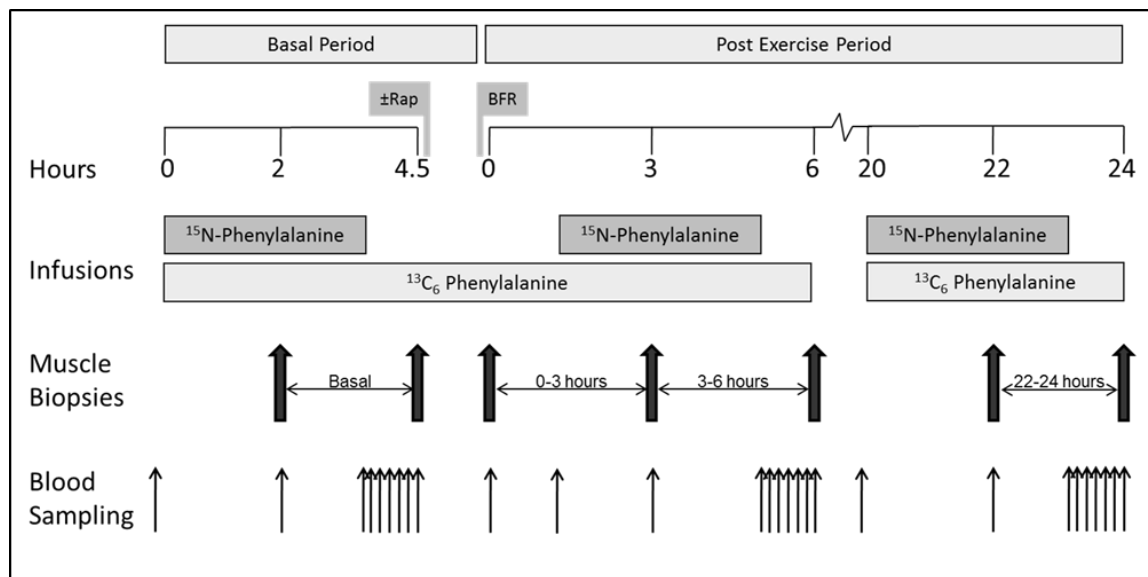 Basal Period
Post Exercise Period
±Rap
BFR
Hours
0 2 4.5 0 3 6 20 22 24
Infusions
¹⁵N-Phenylalanine ¹⁵N-Phenylalanine ¹⁵N-Phenylalanine
¹³C₆ Phenylalanine ¹³C₆ Phenylalanine
Muscle
Biopsies
Basal 0-3 hours 3-6 hours 22-24 hours
Blood
Sampling